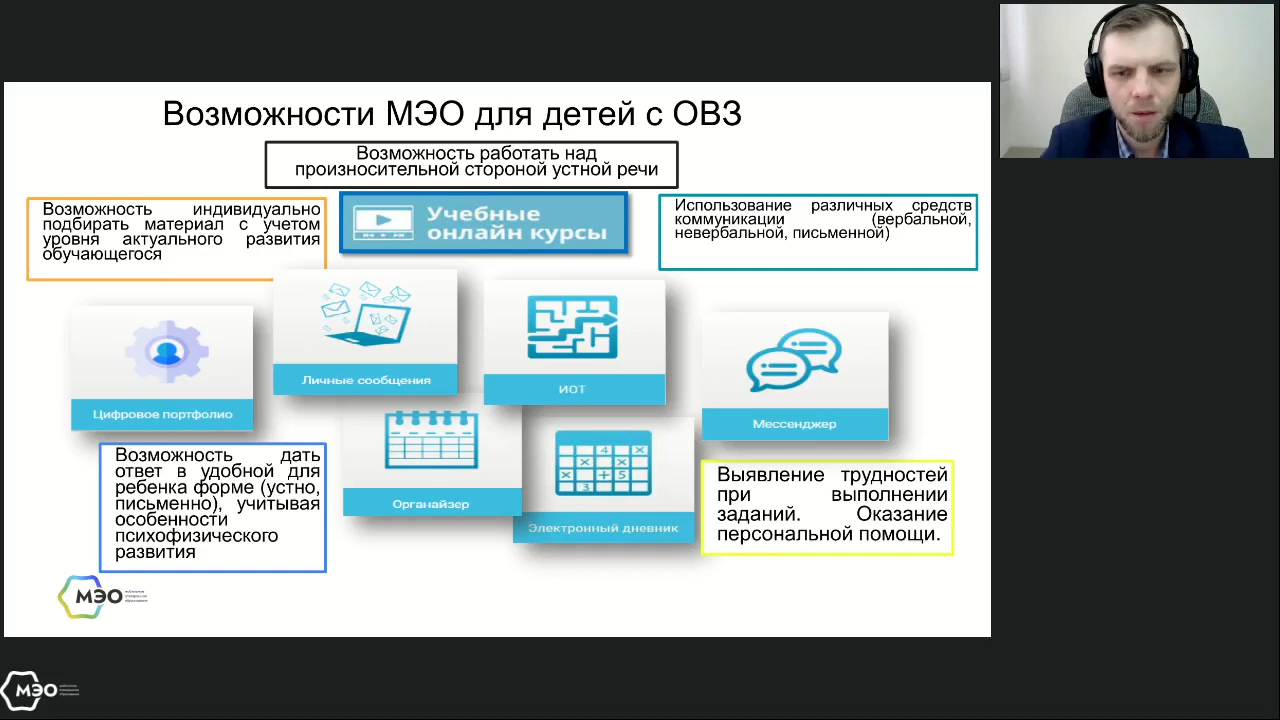 Возможности МЭО для детей с ОВЗ
Возможность работать над
произносительной стороной устной речи
Возможность индивидуально
подбирать материал с учетом
уровня актуального развития
обучающегося
Учебные
онлайн курсы
Использование различных средств
коммуникации (вербальной,
невербальной, письменной)
Личные сообщения
ИОТ
Цифровое портфолио
Мессенджер
Органайзер
Электронный дневник
Возможность дать
ответ в удобной для
ребенка форме (устно,
письменно), учитывая
особенности
психофизического
развития
Выявление трудностей
при выполнении
заданий. Оказание
персональной помощи.
МЭО
МЭО